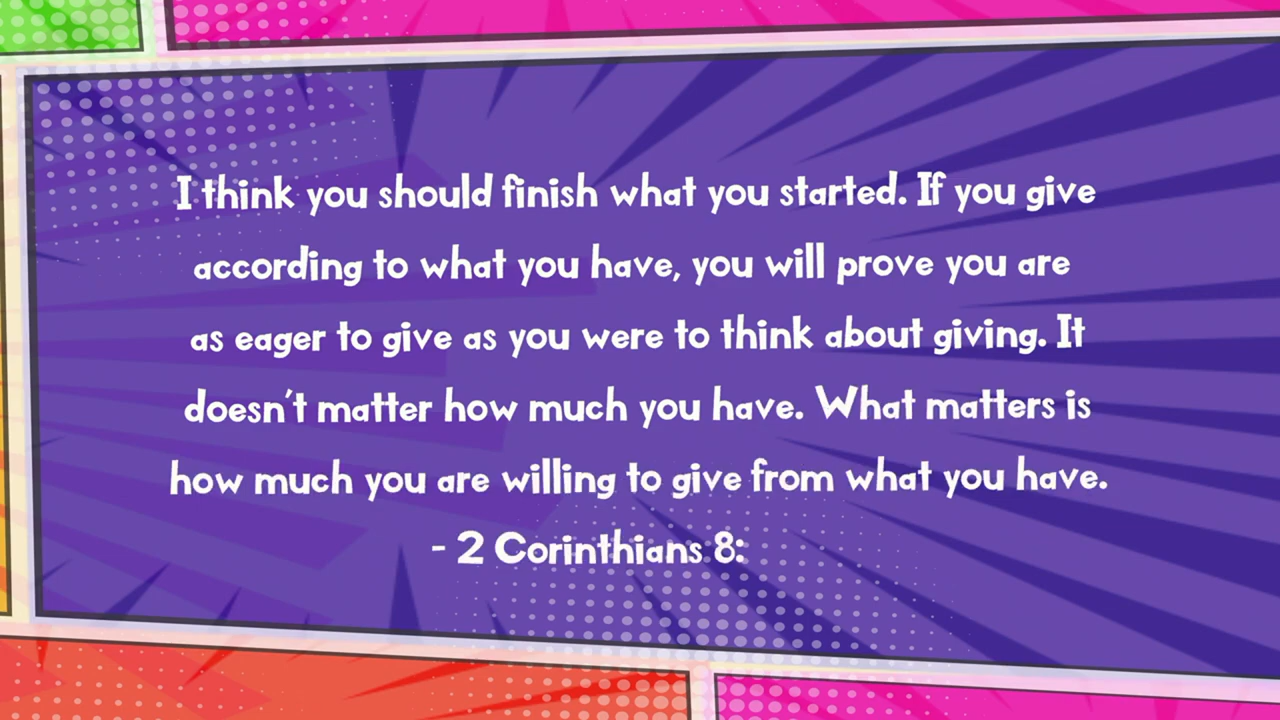 I think you should finish what you started. If you give
according to what you have, you will prove you are
as eager to give as you were to think about giving. It
doesn't matter how much you have. What matters is
how much you are willing to give from what you have.
- 2 Corinthians 8: